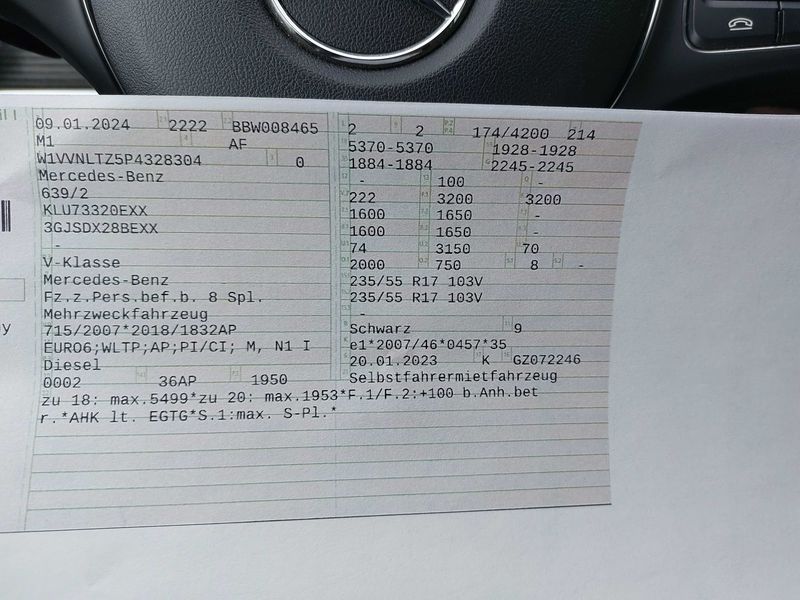 09.01.2024 2222 BBW008465
M1 AF
W1VVNLTZ5P4328304 0
Mercedes-Benz
639/2
KLU73320EXX
3GJSDX28BEXX
-
V-Klasse
Mercedes-Benz
Fz.z.Pers.bef.b. 8 Spl.
Mehrzweckfahrzeug
715/2007*2018/1832AP
EURO6;WLTP;AP;PI/CI; M, N1 I
Diesel
0002 36AP 1950
2 2 174/4200 214
5370-5370 1928-1928
1884-1884 2245-2245
- 100 -
222 3200 3200
1600 1650 -
1600 1650 -
74 3150 70
2000 750 8 -
235/55 R17 103V
235/55 R17 103V
-
Schwarz 9
e1*2007/46*0457*35
20.01.2023 K GZ072246
Selbstfahrermietfahrzeug
zu 18: max.5499*zu 20: max.1953*F.1/F.2:+100 b.Anh.bet
r.*AHK lt. EGTG*S.1:max. S-Pl.*